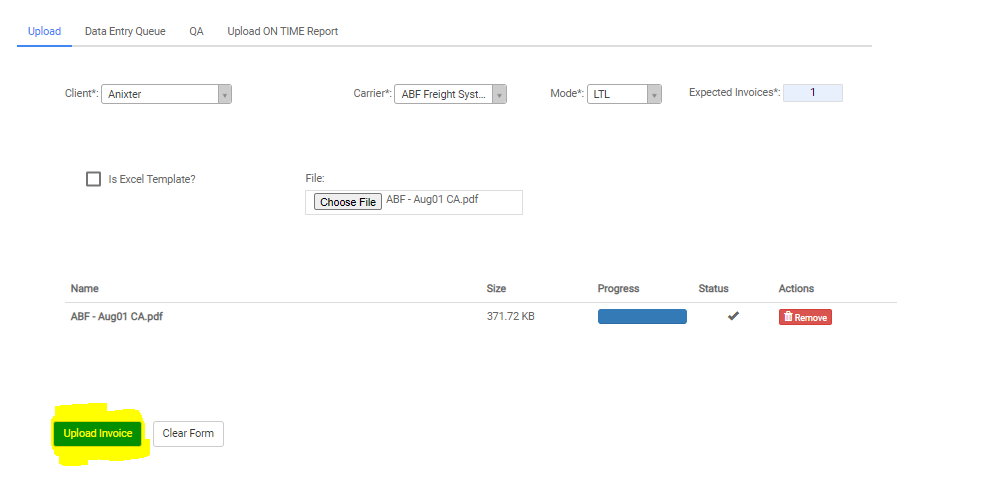 Upload Data Entry Queue QA Upload ON TIME Report
Client*: Anixter Carrier*: ABF Freight Syst... Mode*: LTL Expected Invoices*: 1
Is Excel Template? File:
Choose File ABF - Aug01 CA.pdf
Name Size Progress Status Actions
ABF - Aug01 CA.pdf 371.72 KB Remove
Upload Invoice Clear Form